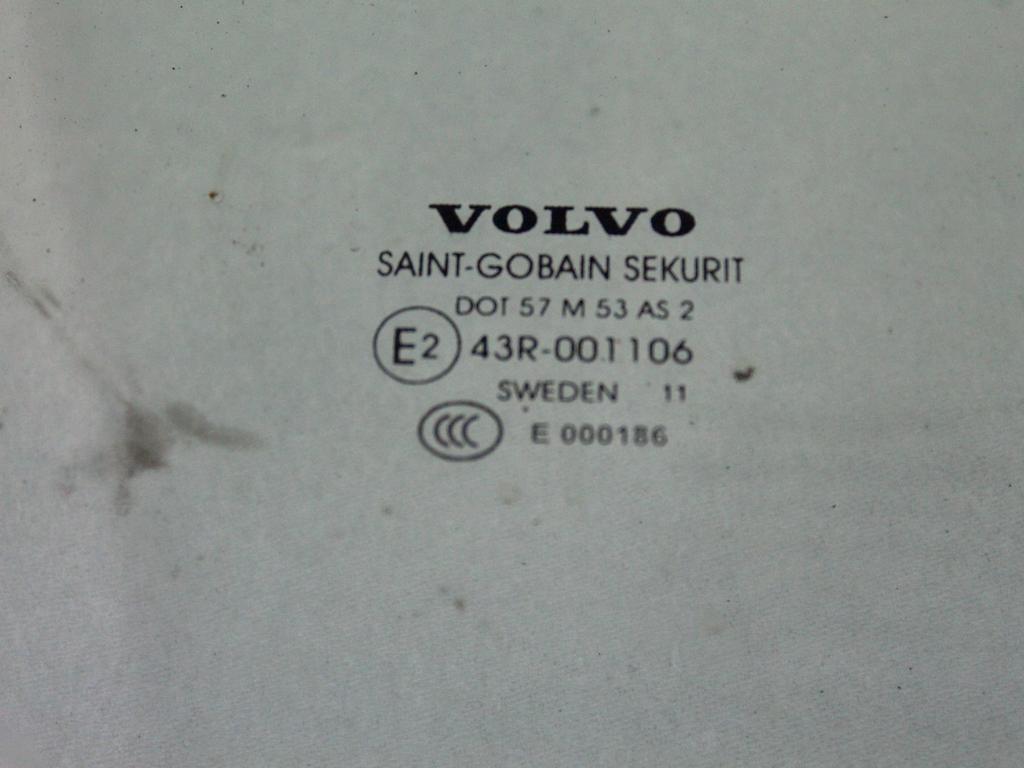 VOLVO
SAINT-GOBAIN SEKURIT
DOT 57 M 53 AS 2
E2 43R-001106
SWEDEN 11
CCC E 000186